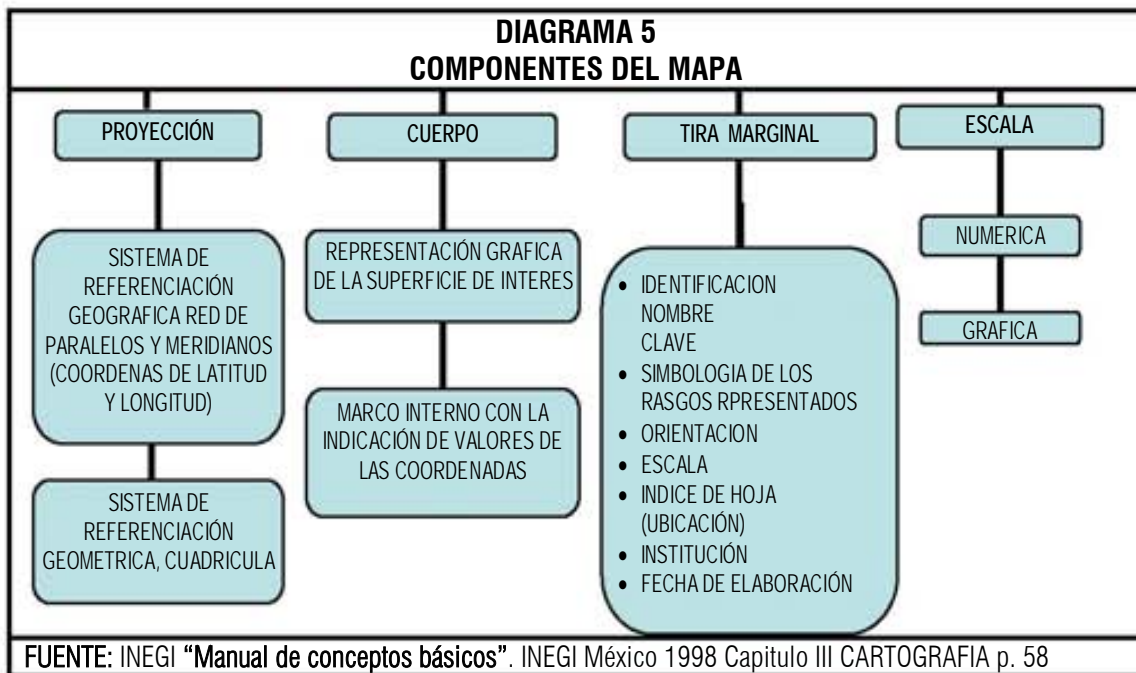 DIAGRAMA 5
COMPONENTES DEL MAPA
PROYECCIÓN
SISTEMA DE
REFERENCIACIÓN
GEOGRAFICA RED DE
PARALELOS Y MERIDIANOS
(COORDENAS DE LATITUD
Y LONGITUD)
SISTEMA DE
REFERENCIACIÓN
GEOMETRICA, CUADRICULA
CUERPO
REPRESENTACIÓN GRAFICA
DE LA SUPERFICIE DE INTERES
MARCO INTERNO CON LA
INDICACIÓN DE VALORES DE
LAS COORDENADAS
TIRA MARGINAL
• IDENTIFICACION
NOMBRE
CLAVE
• SIMBOLOGIA DE LOS
RASGOS RPRESENTADOS
• ORIENTACION
• ESCALA
• INDICE DE HOJA
(UBICACIÓN)
• INSTITUCIÓN
• FECHA DE ELABORACIÓN
ESCALA
NUMERICA
GRAFICA
FUENTE: INEGI “Manual de conceptos básicos”. INEGI México 1998 Capitulo III CARTOGRAFIA p. 58